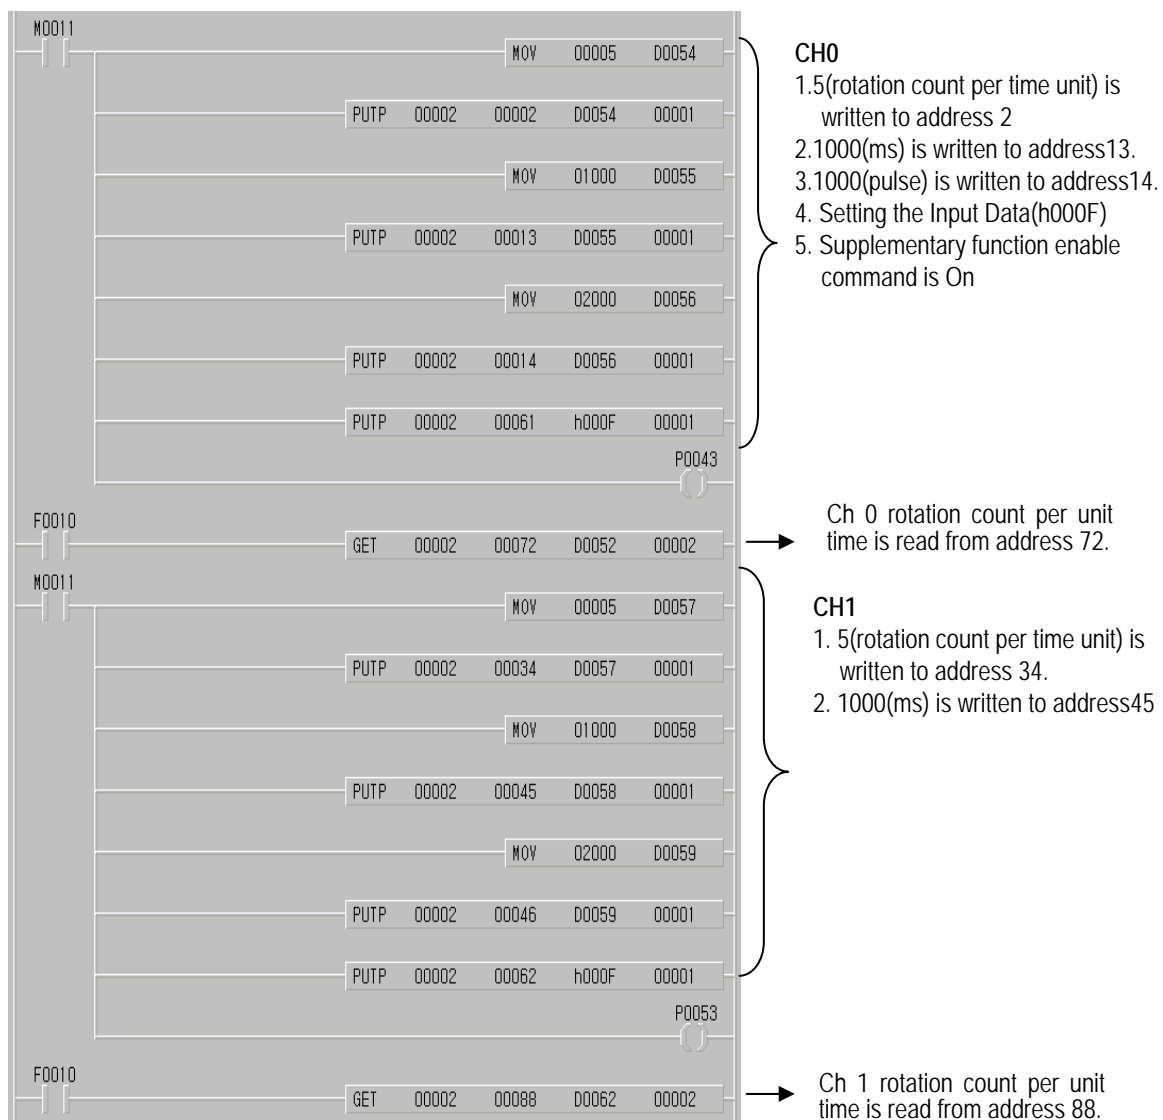 M0011
MOV 00005 D0054
PUTP 00002 00002 D0054 00001
MOV 01000 D0055
PUTP 00002 00013 D0055 00001
MOV 02000 D0056
PUTP 00002 00014 D0056 00001
PUTP 00002 00061 h000F 00001
P0043
CH0
1.5(rotation count per time unit) is
written to address 2
2.1000(ms) is written to address13.
3.1000(pulse) is written to address14.
4. Setting the Input Data(h000F)
5. Supplementary function enable
command is On
F0010
GET 00002 00072 D0052 00002
Ch 0 rotation count per unit
time is read from address 72.
M0011
MOV 00005 D0057
PUTP 00002 00034 D0057 00001
MOV 01000 D0058
PUTP 00002 00045 D0058 00001
MOV 02000 D0059
PUTP 00002 00046 D0059 00001
PUTP 00002 00062 h000F 00001
P0053
CH1
1. 5(rotation count per time unit) is
written to address 34.
2. 1000(ms) is written to address45
F0010
GET 00002 00088 D0062 00002
Ch 1 rotation count per unit
time is read from address 88.